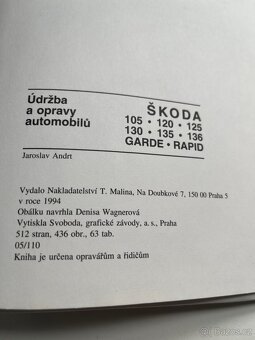 Údržba
a opravy
automobilů
ŠKODA
105 • 120 • 125
130 • 135 • 136
GARDE • RAPID
Jaroslav Andrt
Vydalo Nakladatelství T. Malina, Na Doubkové 7, 150 00 Praha 5
v roce 1994
Obálku navrhla Denisa Wagnerová
Vytiskla Svoboda, grafické závody, a. s., Praha
512 stran, 436 obr., 63 tab.
05/110
Kniha je určena opravářům a řidičům